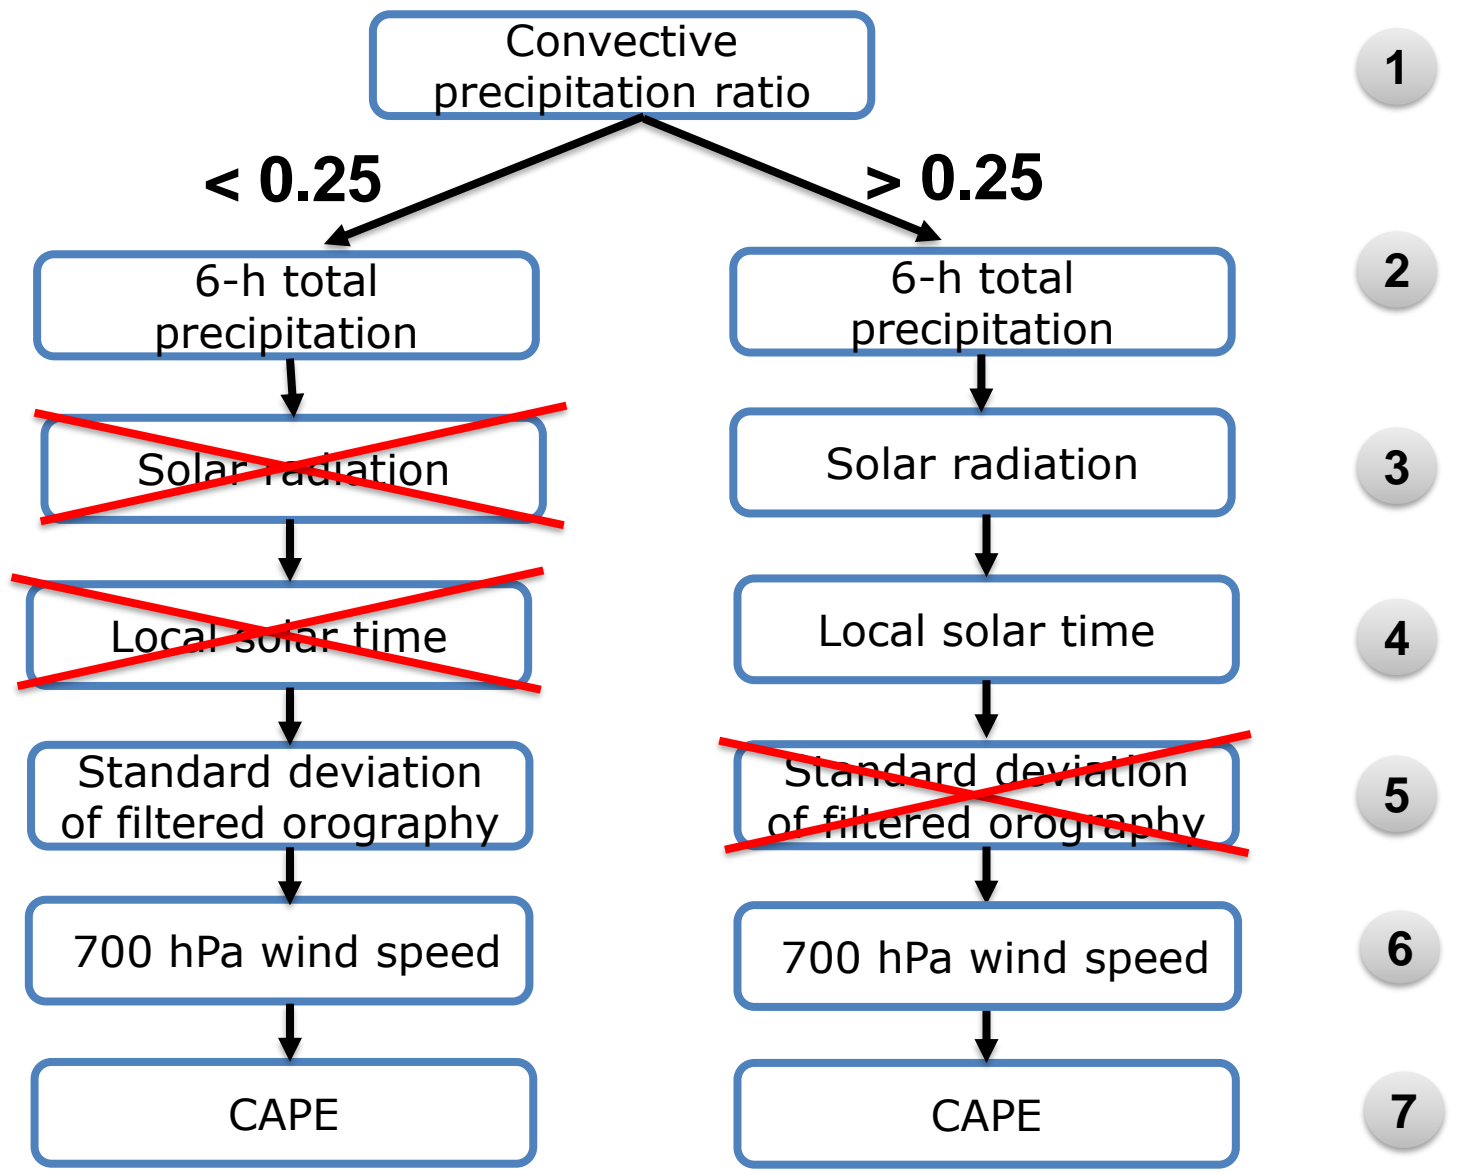 Convective
precipitation ratio
1
< 0.25
> 0.25
6-h total
precipitation
6-h total
precipitation
2
Solar radiation
Solar radiation
3
Local solar time
Local solar time
4
Standard deviation
of filtered orography
Standard deviation
of filtered orography
5
700 hPa wind speed
700 hPa wind speed
6
CAPE
CAPE
7